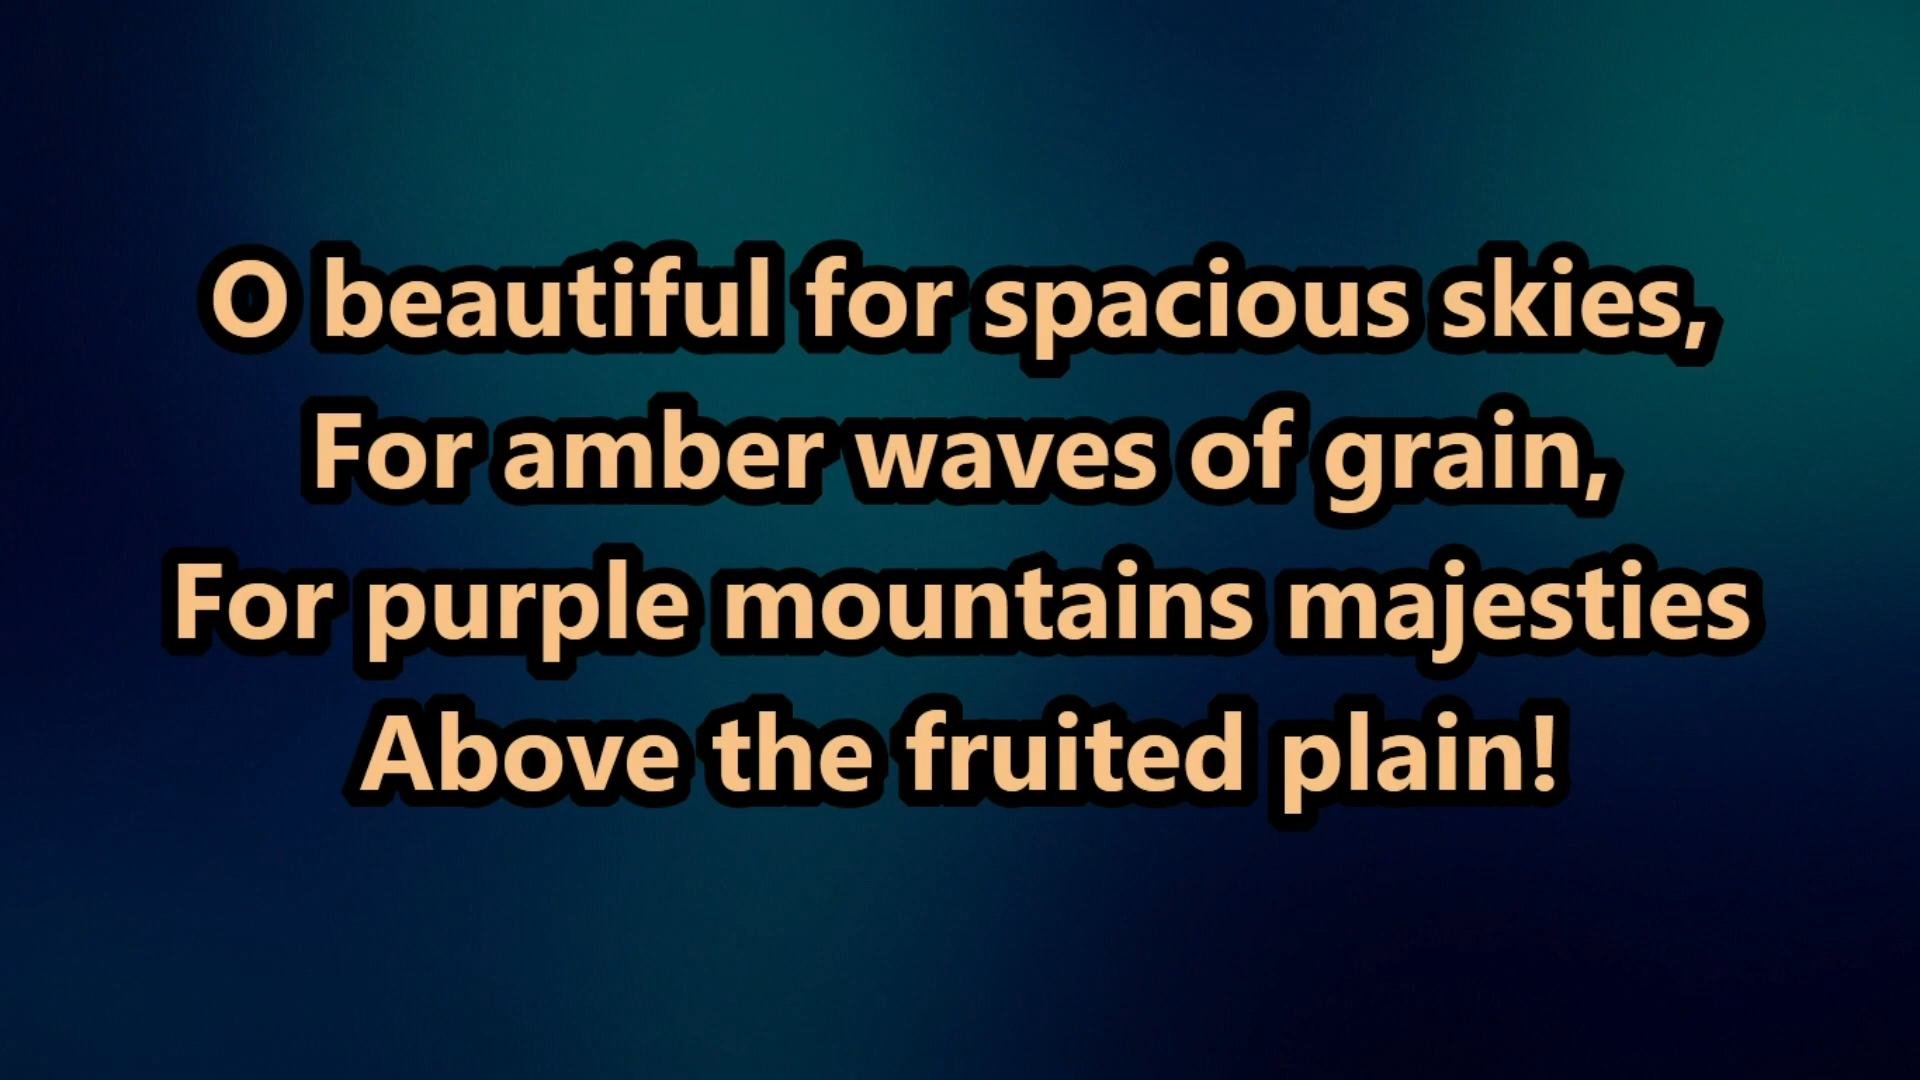 O beautiful for spacious skies,
For amber waves of grain,
For purple mountains majesties
Above the fruited plain!